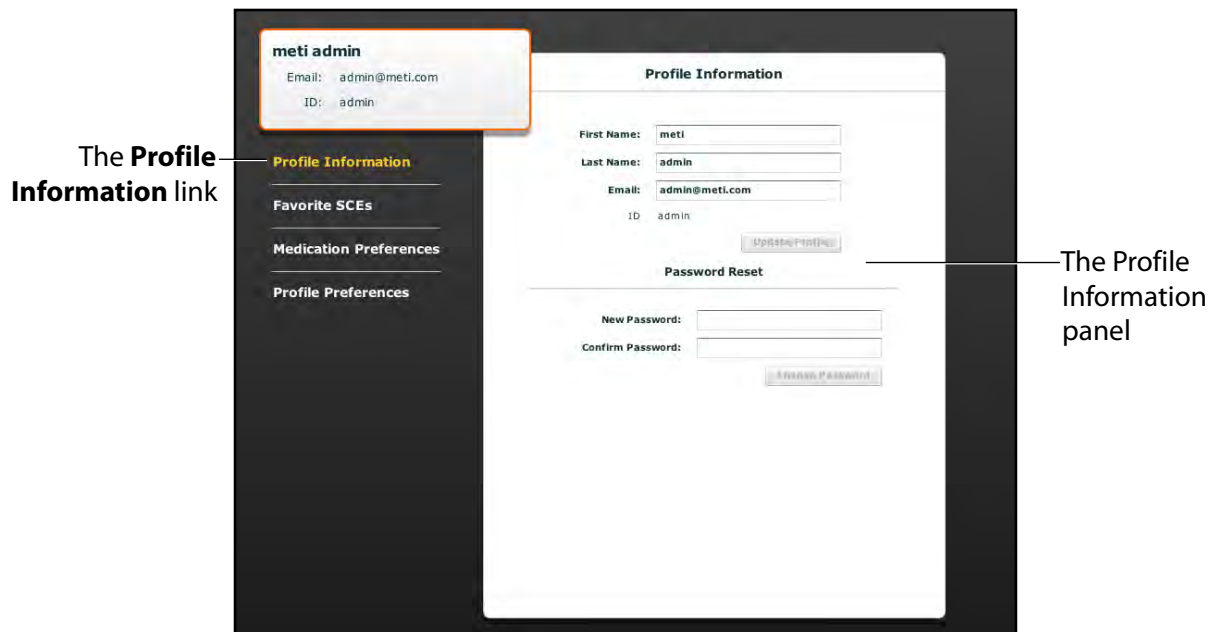 meti admin
Email: admin@meti.com
ID: admin
The Profile
Information link
Profile Information
Favorite SCEs
Medication Preferences
Profile Preferences
Profile Information
First Name: meti
Last Name: admin
Email: admin@meti.com
ID admin
Update Profile
Password Reset
New Password:
Confirm Password:
Change Password
The Profile
Information
panel